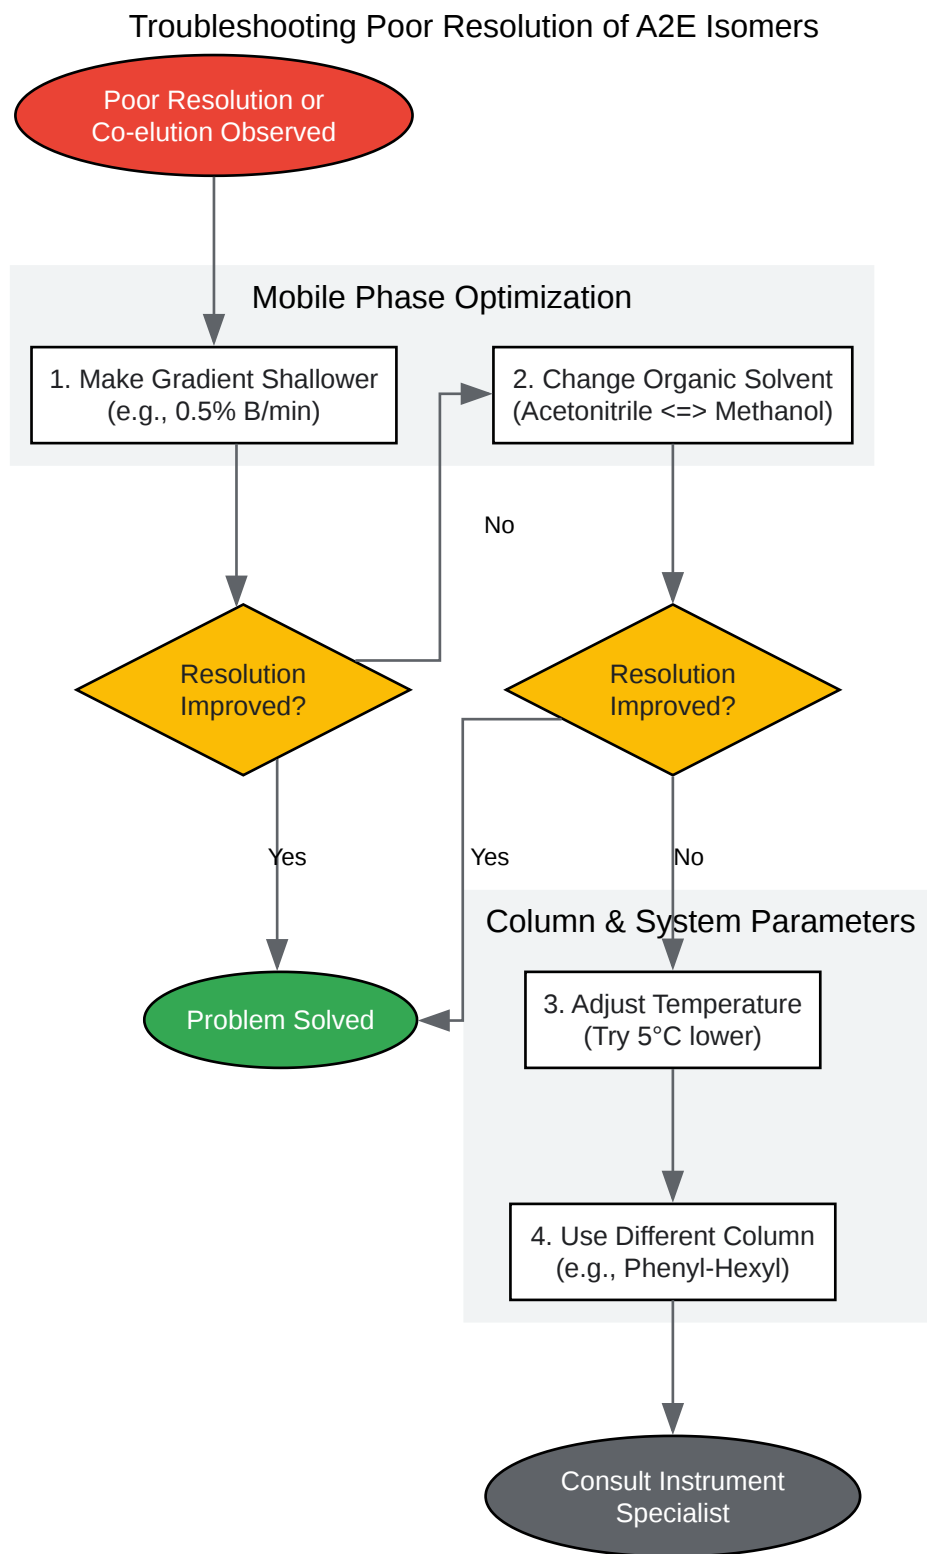 Troubleshooting Poor Resolution of A2E Isomers
Poor Resolution or
Co-elution Observed
Mobile Phase Optimization
1. Make Gradient Shallower
(e.g., 0.5% B/min)
2. Change Organic Solvent
(Acetonitrile <=> Methanol)
No
Resolution
Improved?
Resolution
Improved?
Yes
Yes
No
Column & System Parameters
Problem Solved
3. Adjust Temperature
(Try 5°C lower)
4. Use Different Column
(e.g., Phenyl-Hexyl)
Consult Instrument
Specialist